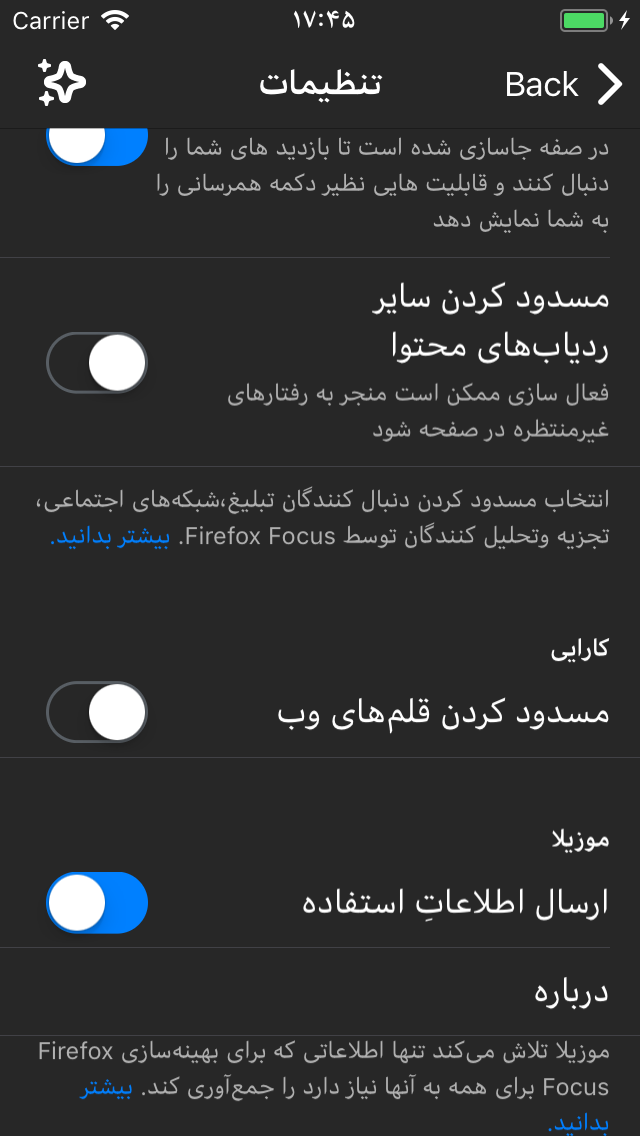 Carrier
۱۷:۴۵
Back
تنظیمات
در صفه جاسازی شده است تا بازدید های شما را
دنبال کنند و قابلیت هایی نظیر دکمه همرسانی را
به شما نمایش دهد
مسدود کردن سایر
ردیاب‌های محتوا
فعال سازی ممکن است منجر به رفتارهای
غیرمنتظره در صفحه شود
انتخاب مسدود کردن دنبال کنندگان تبلیغ،شبکه‌های اجتماعی،
تجزیه وتحلیل کنندگان توسط Firefox Focus. بیشتر بدانید.
کارایی
مسدود کردن قلم‌های وب
موزیلا
ارسال اطلاعاتِ استفاده
درباره
موزیلا تلاش می‌کند تنها اطلاعاتی که برای بهینه‌سازی Firefox
Focus برای همه به آنها نیاز دارد را جمع‌آوری کند. بیشتر
بدانید.